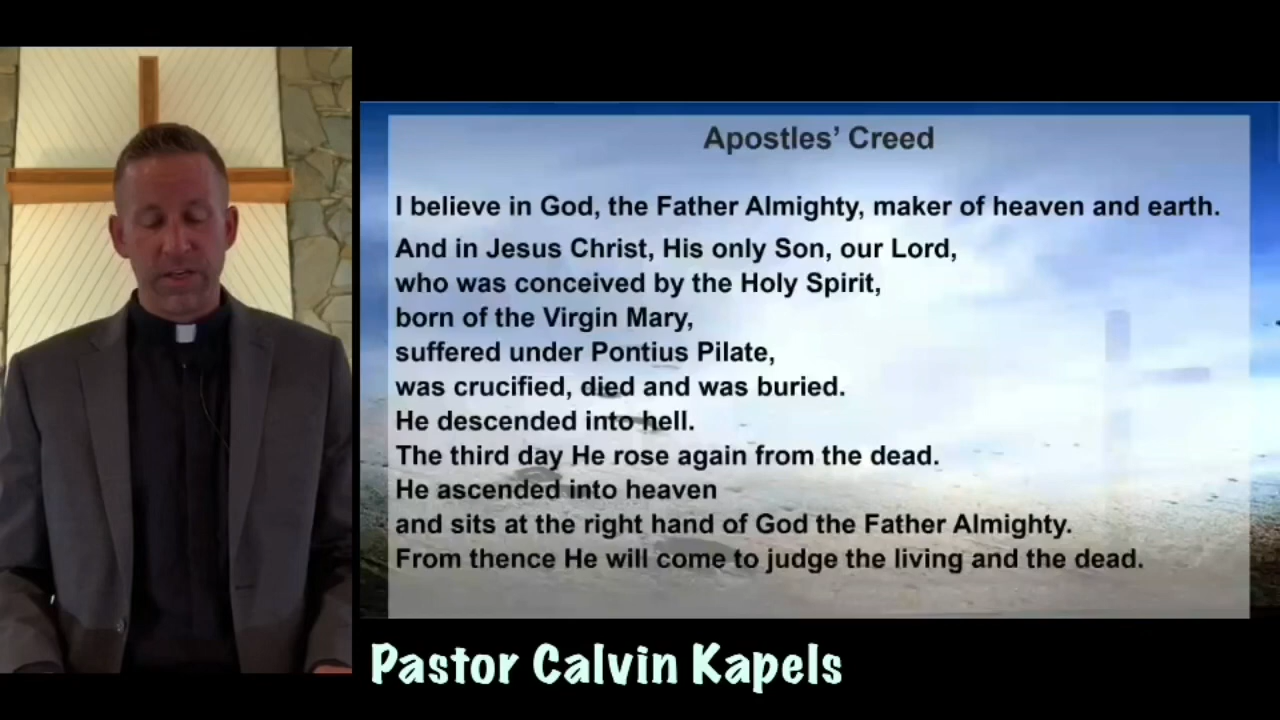 Apostles’ Creed
I believe in God, the Father Almighty, maker of heaven and earth.
And in Jesus Christ, His only Son, our Lord,
who was conceived by the Holy Spirit,
born of the Virgin Mary,
suffered under Pontius Pilate,
was crucified, died and was buried.
He descended into hell.
The third day He rose again from the dead.
He ascended into heaven
and sits at the right hand of God the Father Almighty.
From thence He will come to judge the living and the dead.
Pastor Calvin Kapels